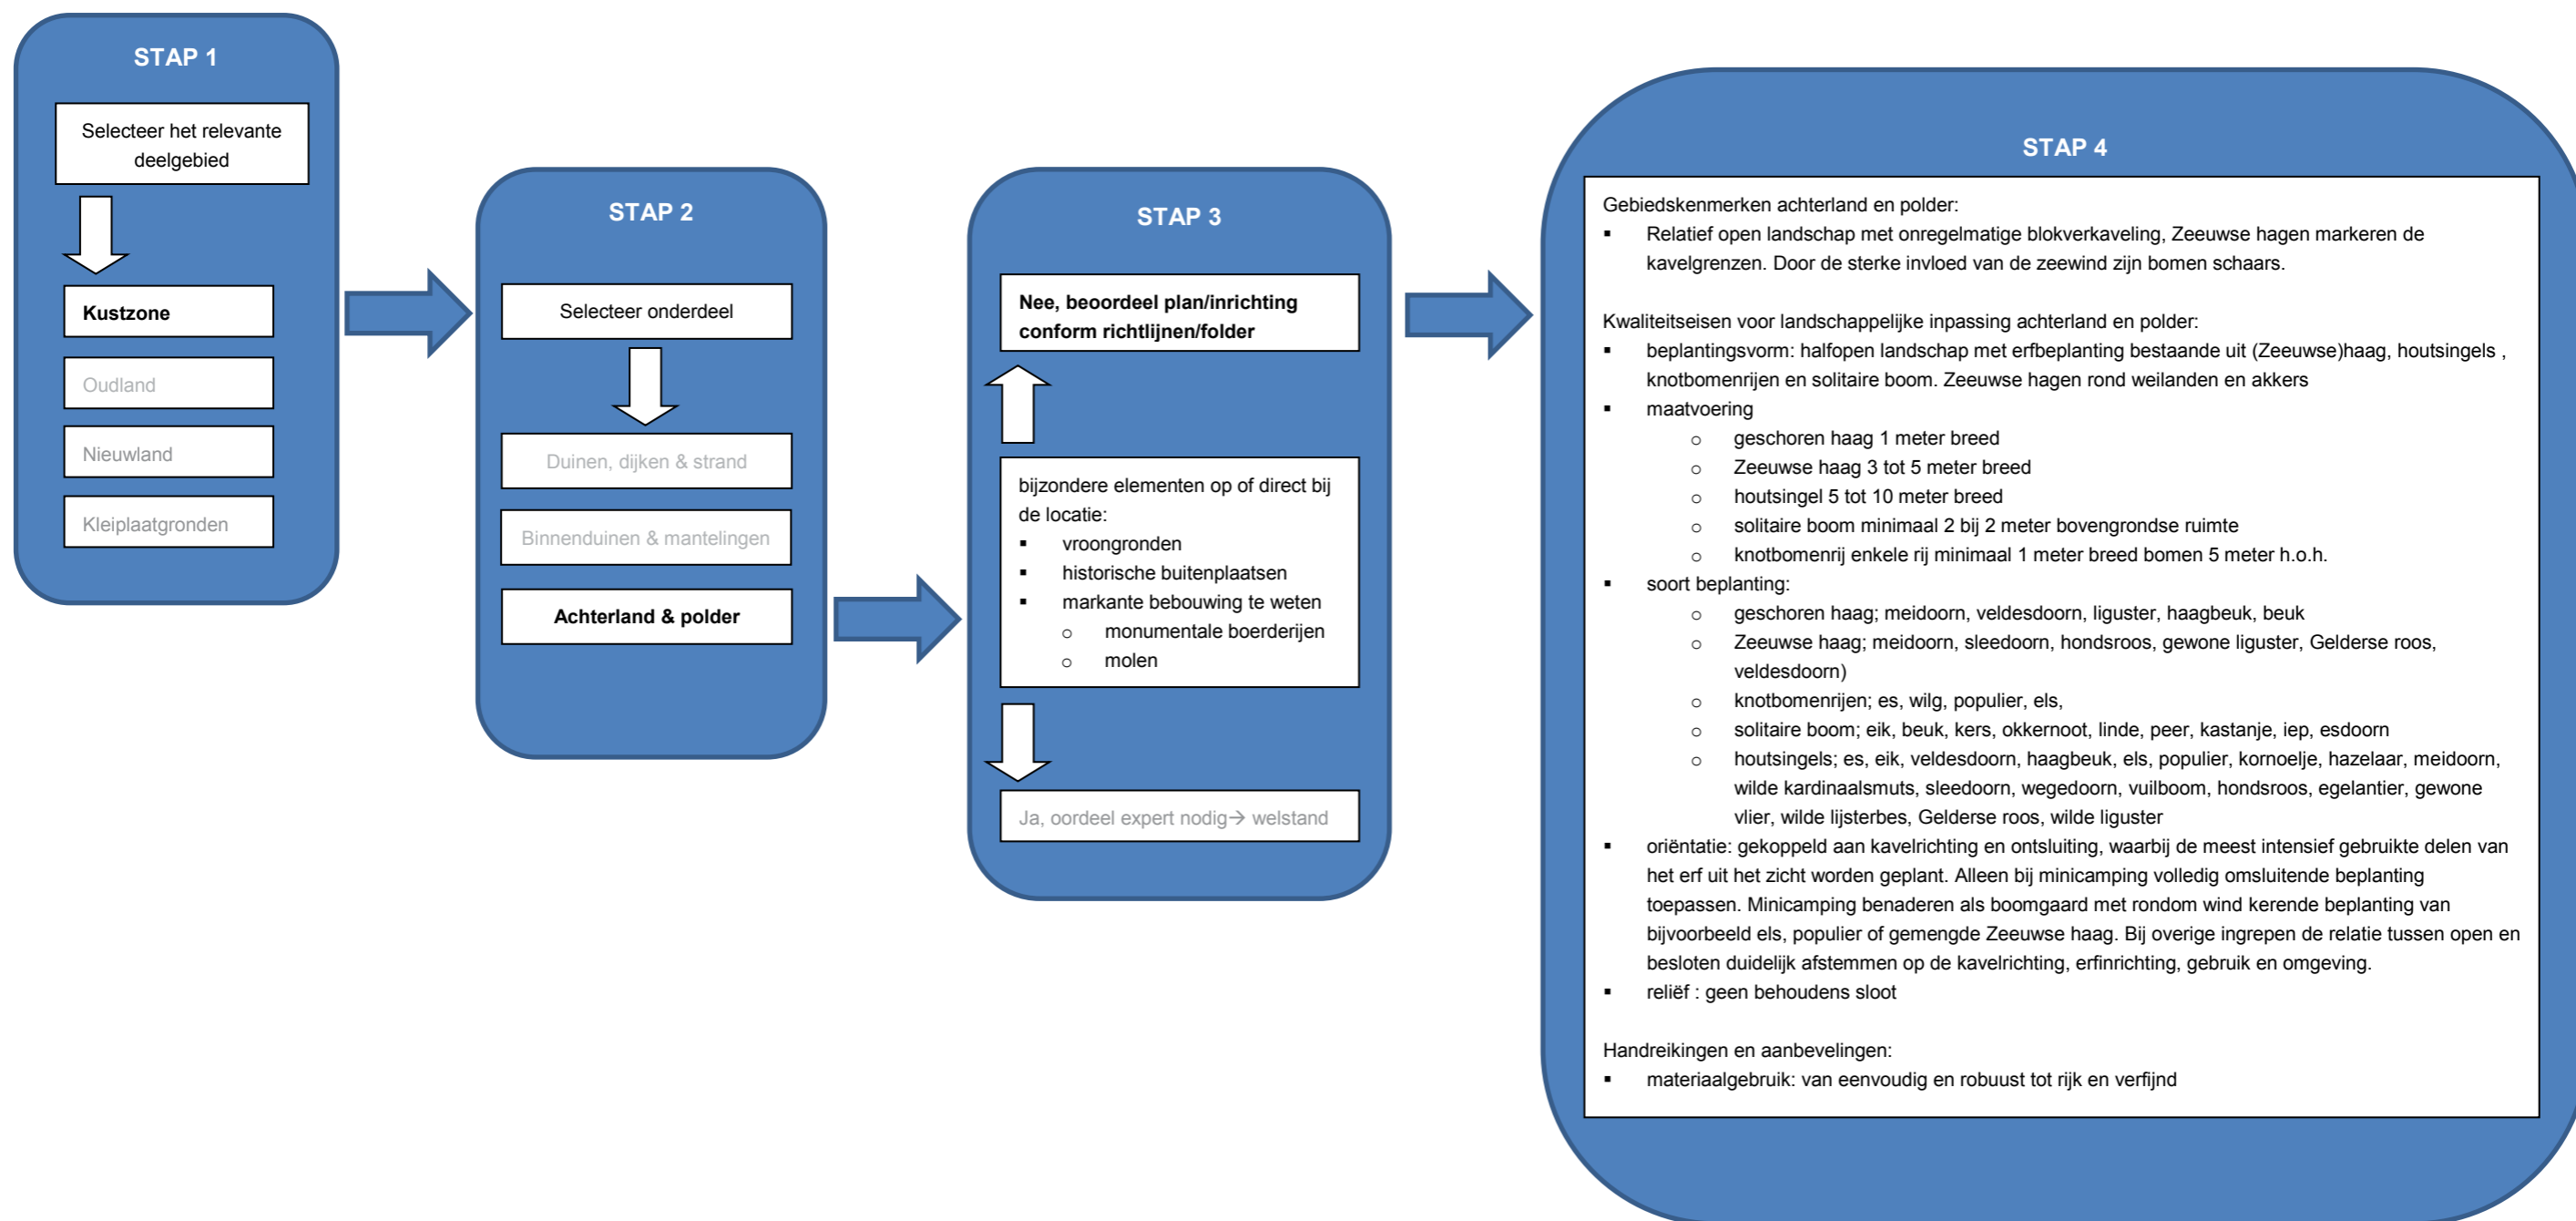 STAP 1
Selecteer het relevante
deelgebied
Kustzone
Oudland
Nieuwland
Kleiplaatgronden
STAP 2
Selecteer onderdeel
Duinen, dijken & strand
Binnenduinen & mantelingen
Achterland & polder
STAP 3
Nee, beoordeel plan/inrichting
conform richtlijnen/folder
bijzondere elementen op of direct bij
de locatie:
▪ vroongronden
▪ historische buitenplaatsen
▪ markante bebouwing te weten
o monumentale boerderijen
o molen
Ja, oordeel expert nodig→ welstand
STAP 4
Gebiedskenmerken achterland en polder:
▪ Relatief open landschap met onregelmatige blokverkaveling, Zeeuwse hagen markeren de
kavelgrenzen. Door de sterke invloed van de zeewind zijn bomen schaars.
Kwaliteitseisen voor landschappelijke inpassing achterland en polder:
▪ beplantingsvorm: halfopen landschap met erfbeplanting bestaande uit (Zeeuwse)haag, houtsingels ,
knotbomenrijen en solitaire boom. Zeeuwse hagen rond weilanden en akkers
▪ maatvoering
o geschoren haag 1 meter breed
o Zeeuwse haag 3 tot 5 meter breed
o houtsingel 5 tot 10 meter breed
o solitaire boom minimaal 2 bij 2 meter bovengrondse ruimte
o knotbomenrij enkele rij minimaal 1 meter breed bomen 5 meter h.o.h.
▪ soort beplanting:
o geschoren haag; meidoorn, veldesdoorn, liguster, haagbeuk, beuk
o Zeeuwse haag; meidoorn, sleedoorn, hondsroos, gewone liguster, Gelderse roos,
veldesdoorn)
o knotbomenrijen; es, wilg, populier, els,
o solitaire boom; eik, beuk, kers, okkernoot, linde, peer, kastanje, iep, esdoorn
o houtsingels; es, eik, veldesdoorn, haagbeuk, els, populier, kornoelje, hazelaar, meidoorn,
wilde kardinaalsmuts, sleedoorn, wegedoorn, vuilboom, hondsroos, egelantier, gewone
vlier, wilde lijsterbes, Gelderse roos, wilde liguster
▪ oriëntatie: gekoppeld aan kavelrichting en ontsluiting, waarbij de meest intensief gebruikte delen van
het erf uit het zicht worden geplant. Alleen bij minicamping volledig omsluitende beplanting
toepassen. Minicamping benaderen als boomgaard met rondom wind kerende beplanting van
bijvoorbeeld els, populier of gemengde Zeeuwse haag. Bij overige ingrepen de relatie tussen open en
besloten duidelijk afstemmen op de kavelrichting, erfinrichting, gebruik en omgeving.
▪ reliëf : geen behoudens sloot
Handreikingen en aanbevelingen:
▪ materiaalgebruik: van eenvoudig en robuust tot rijk en verfijnd